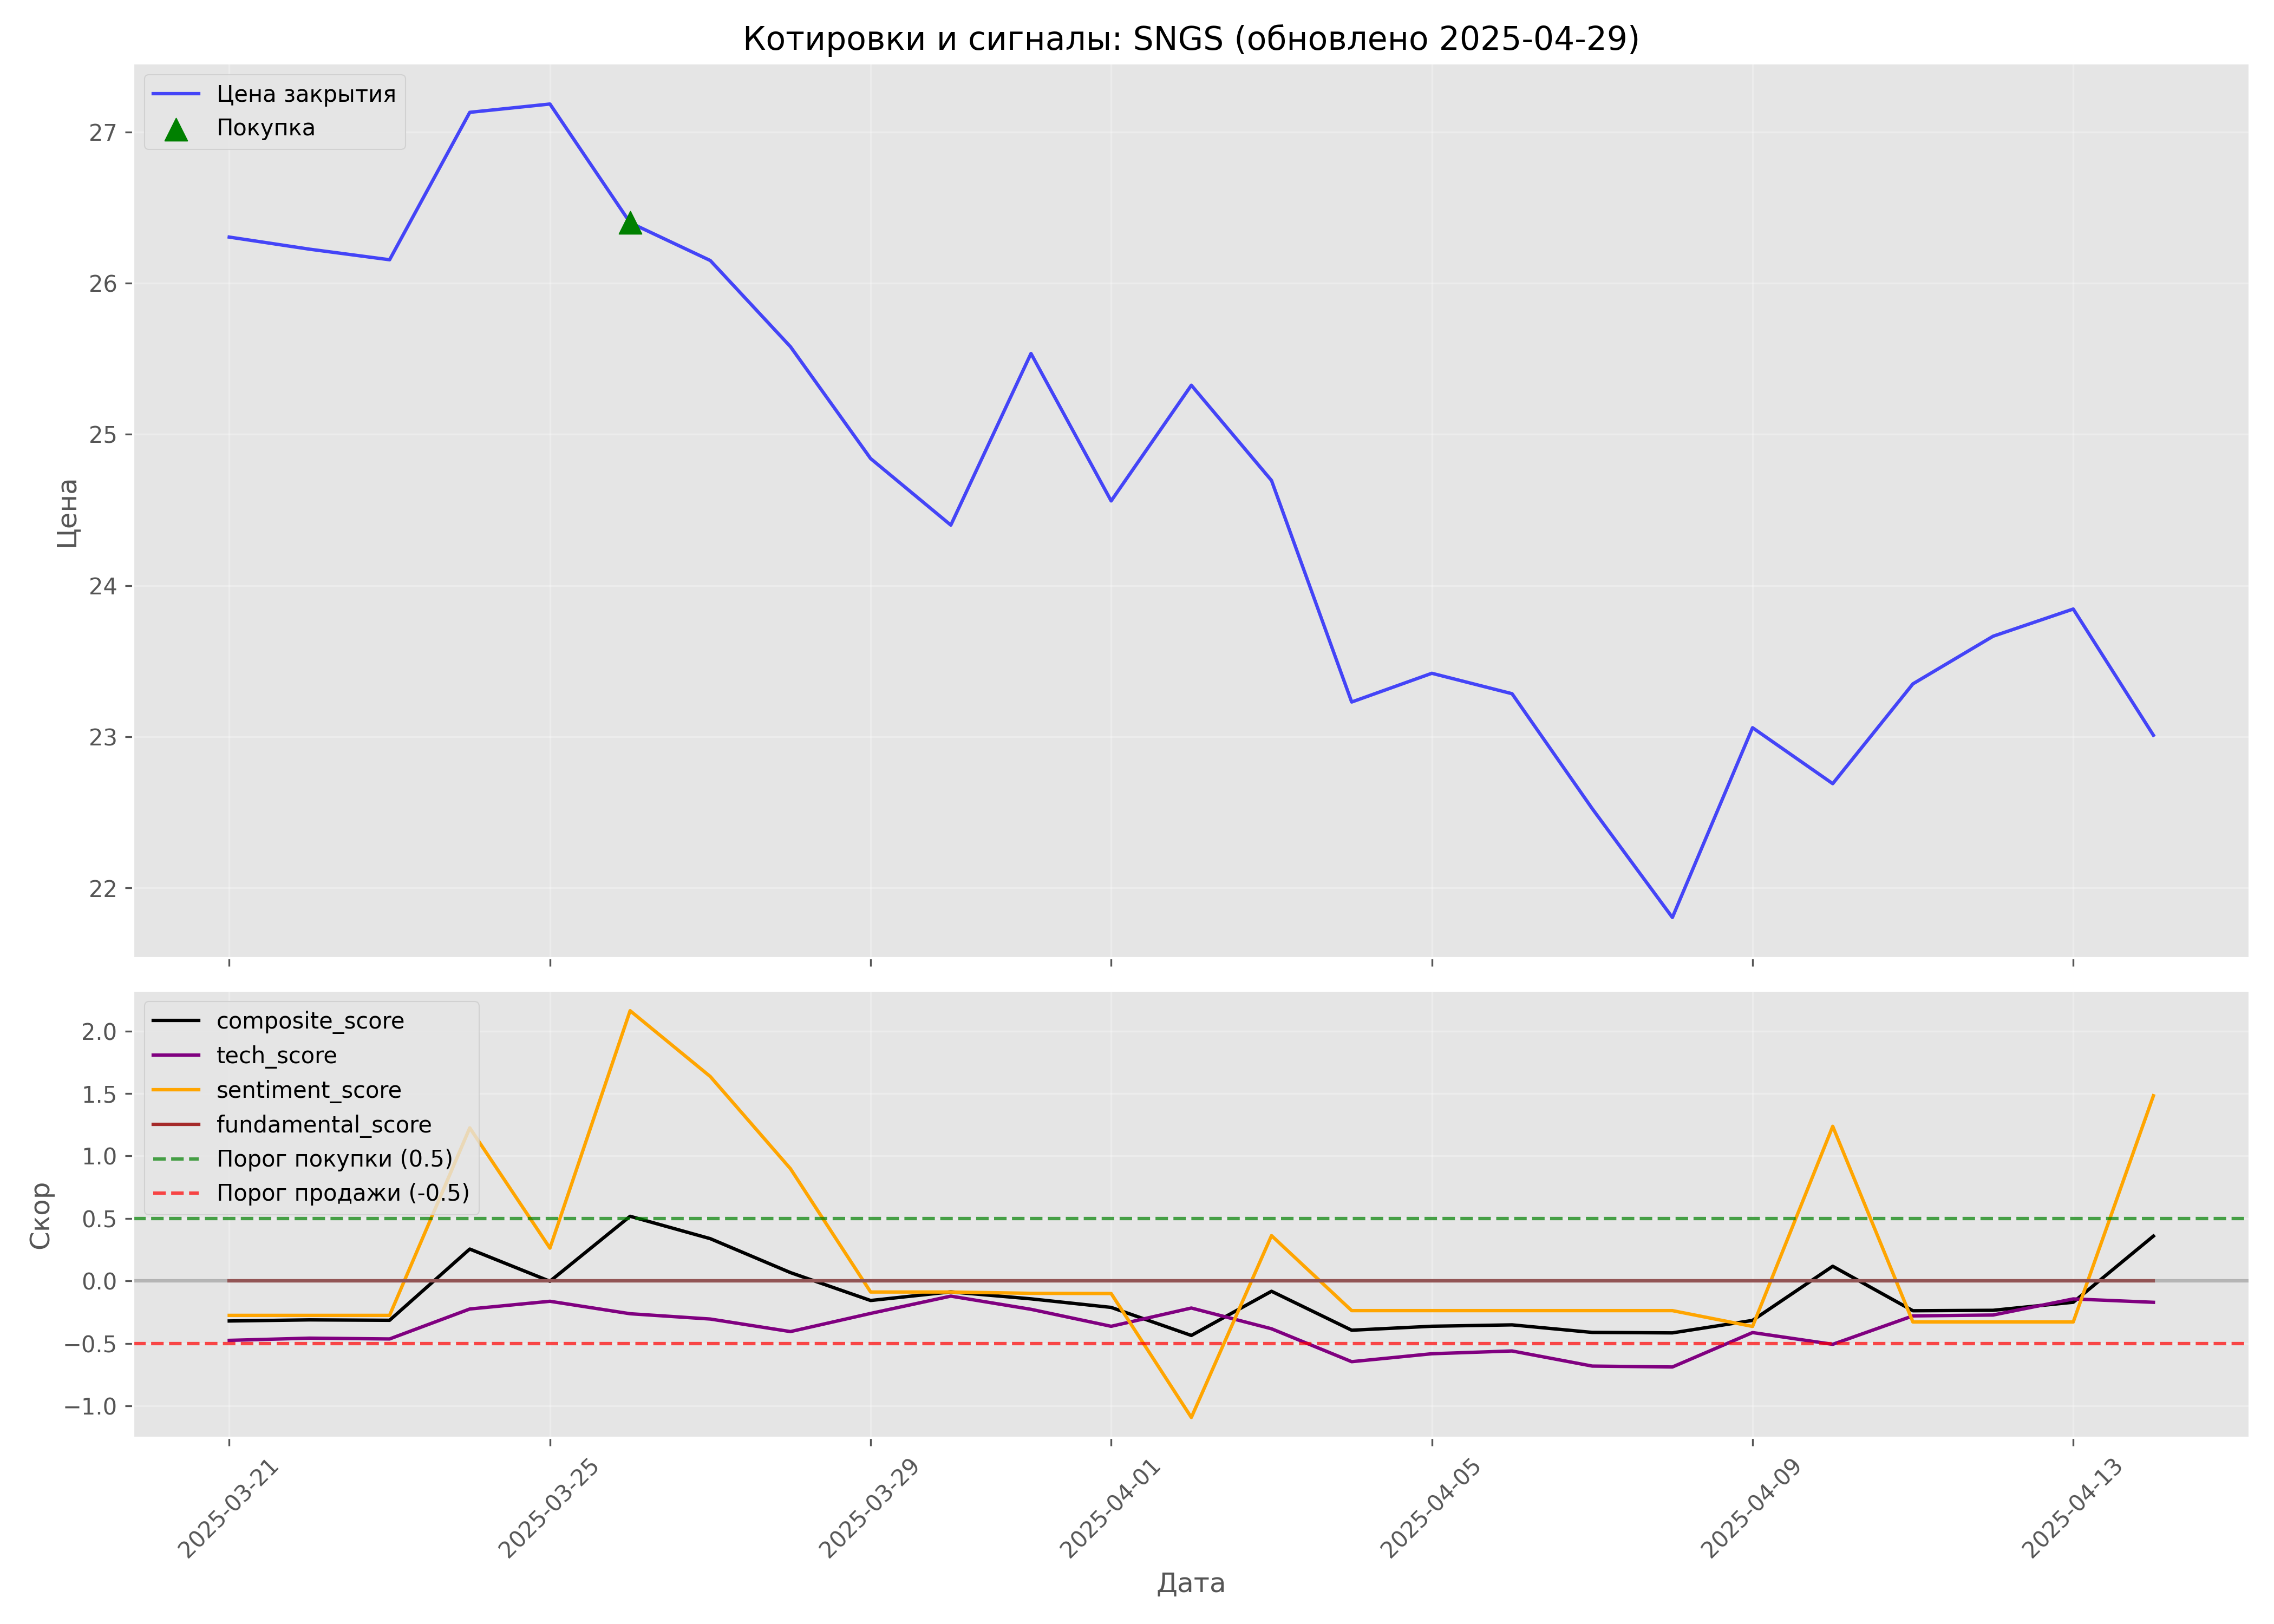 Котировки и сигналы: SNGS (обновлено 2025-04-29)
Цена закрытия
Покупка
27
26
25
24
23
22
Цена
composite_score
tech_score
sentiment_score
fundamental_score
Порог покупки (0.5)
Порог продажи (-0.5)
2.0
1.5
1.0
0.5
0.0
−0.5
−1.0
Скор
2025-03-21
2025-03-25
2025-03-29
2025-04-01
2025-04-05
2025-04-09
2025-04-13
Дата